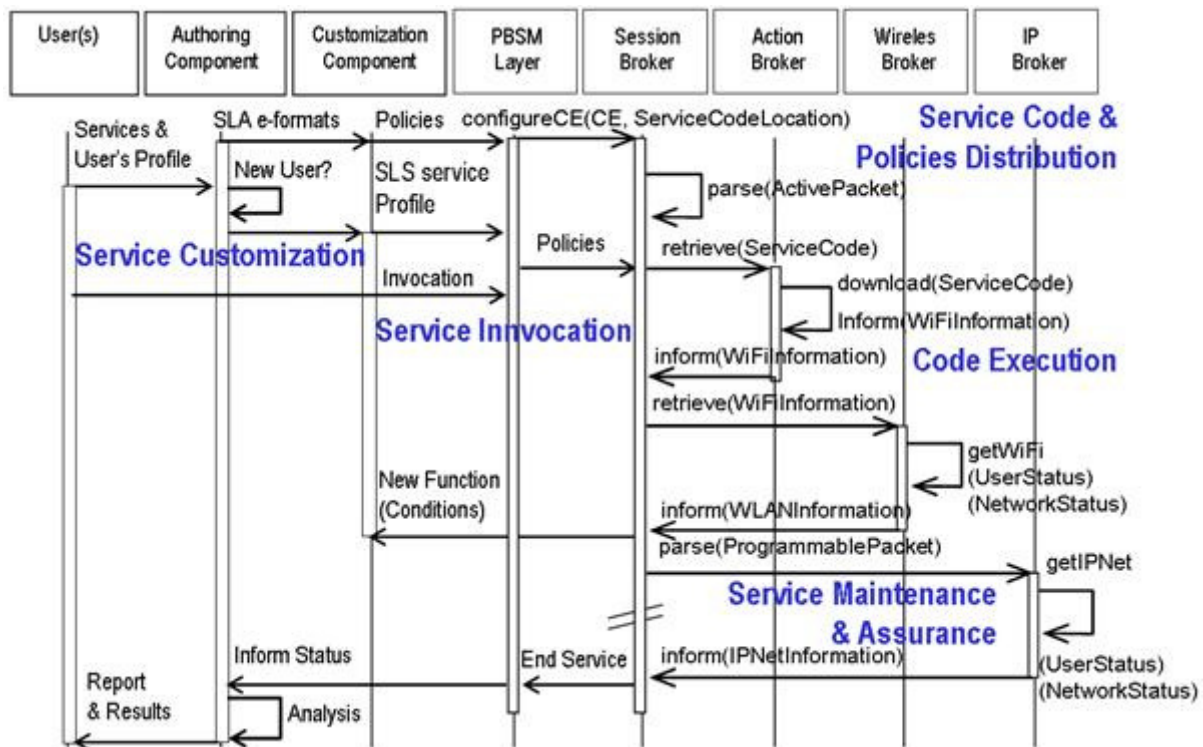 User(s)
Authoring
Component
Customization
Component
PBSM
Layer
Session
Broker
Action
Broker
Wireles
Broker
IP
Broker
Services &
User's Profile
SLA e-formats
Policies
configureCE(CE, ServiceCodeLocation)
Service Code &
Policies Distribution
New User?
SLS service
Profile
parse(ActivePacket)
Service Customization
Policies
retrieve(ServiceCode)
Invocation
download(ServiceCode)
Service Innvocation
Inform(WiFiInformation)
inform(WiFiInformation)
Code Execution
retrieve(WiFiInformation)
getWiFi
(UserStatus)
(NetworkStatus)
New Function
(Conditions)
inform(WLANInformation)
parse(ProgrammablePacket)
getIPNet
Service Maintenance
& Assurance
Inform Status
End Service
inform(IPNetInformation)
(UserStatus)
(NetworkStatus)
Report
& Results
Analysis